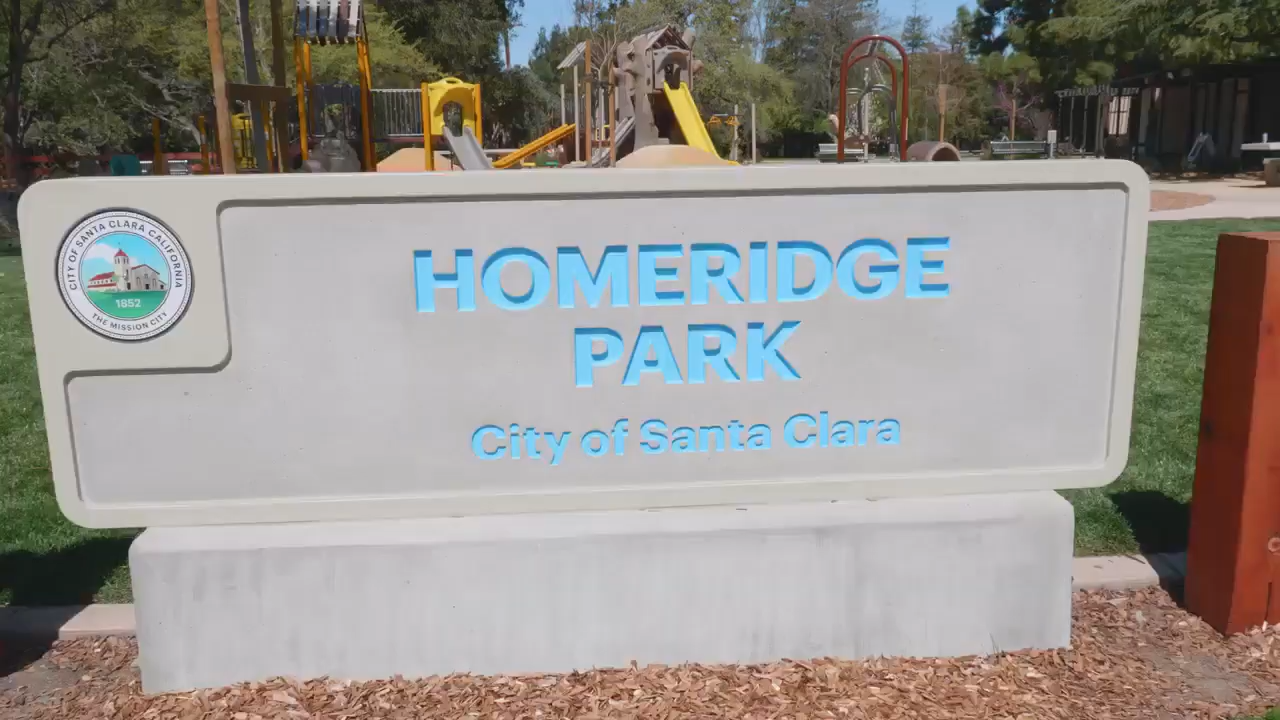 CITY OF SANTA CLARA CALIFORNIA
1852
THE MISSION CITY
HOMERIDGE
PARK
City of Santa Clara